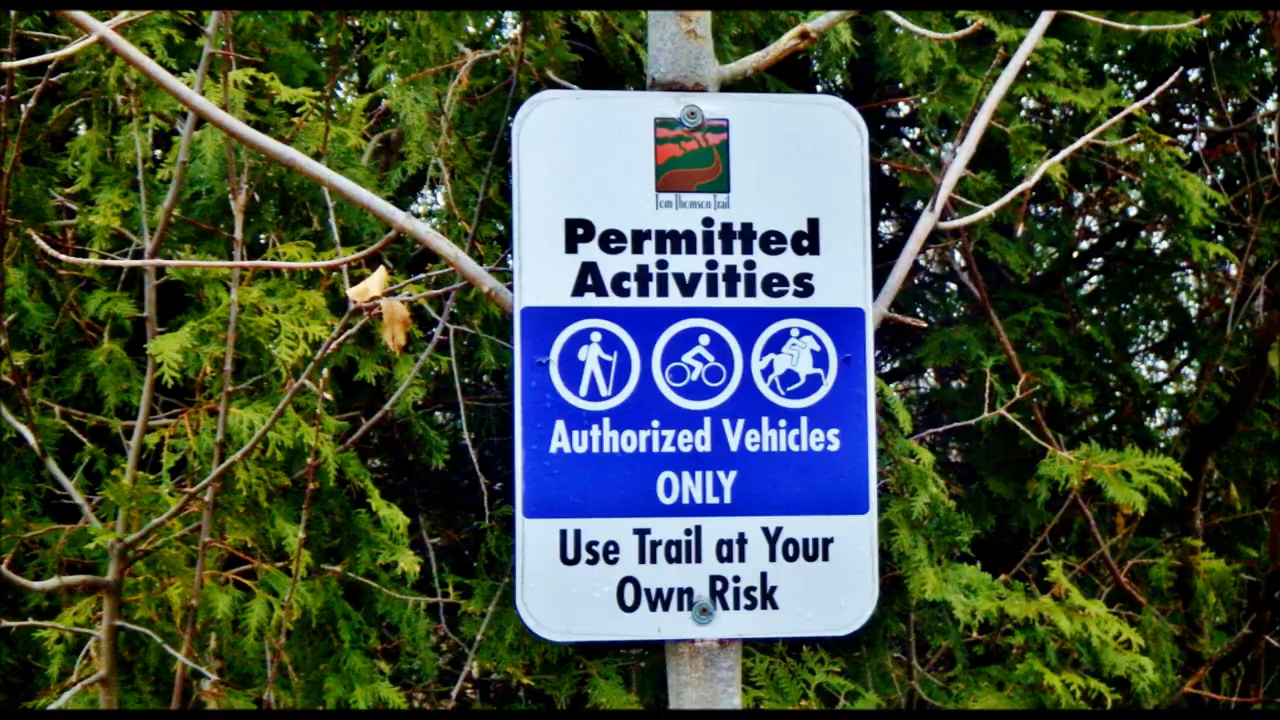 Tom Thomson Trail
Permitted
Activities
Authorized Vehicles
ONLY
Use Trail at Your
Own Risk